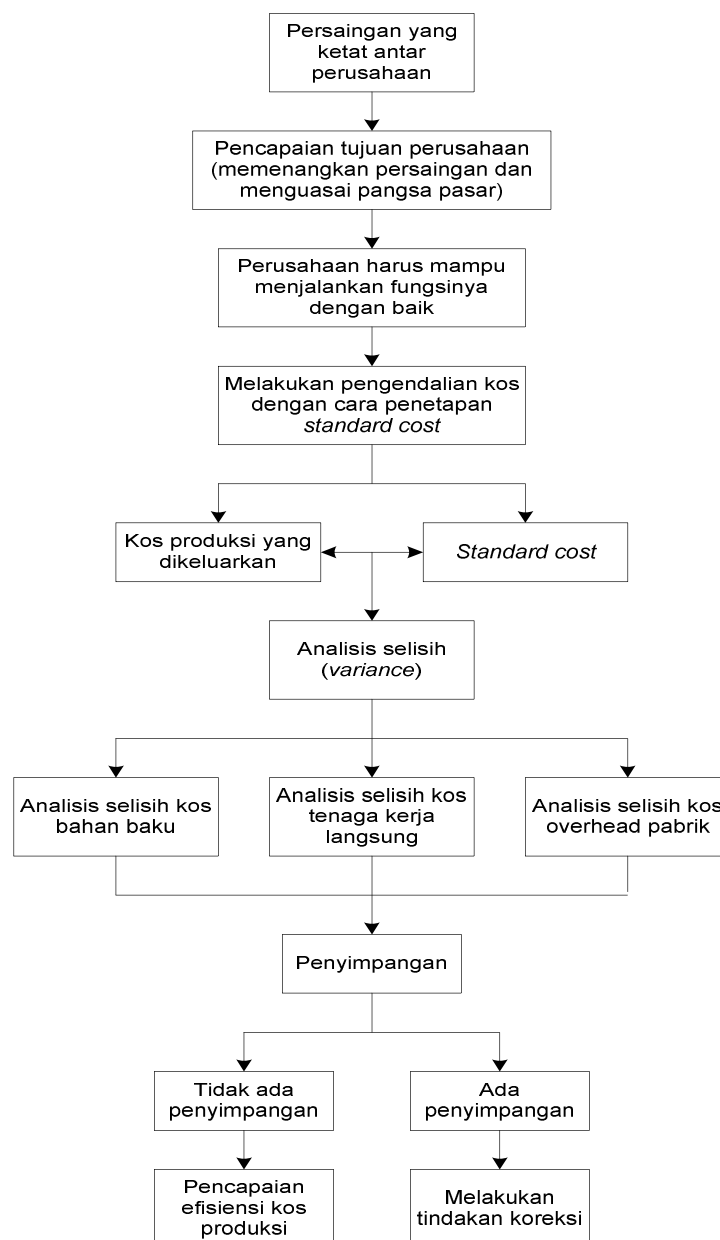 Persaingan yang
ketat antar
perusahaan
Pencapaian tujuan perusahaan
(memenangkan persaingan dan
menguasai pangsa pasar)
Perusahaan harus mampu
menjalankan fungsinya
dengan baik
Melakukan pengendalian kos
dengan cara penetapan
standard cost
Kos produksi yang
dikeluarkan
Standard cost
Analisis selisih
(variance)
Analisis selisih kos
bahan baku
Analisis selisih kos
tenaga kerja
langsung
Analisis selisih kos
overhead pabrik
Penyimpangan
Tidak ada
penyimpangan
Ada
penyimpangan
Pencapaian
efisiensi kos
produksi
Melakukan
tindakan koreksi